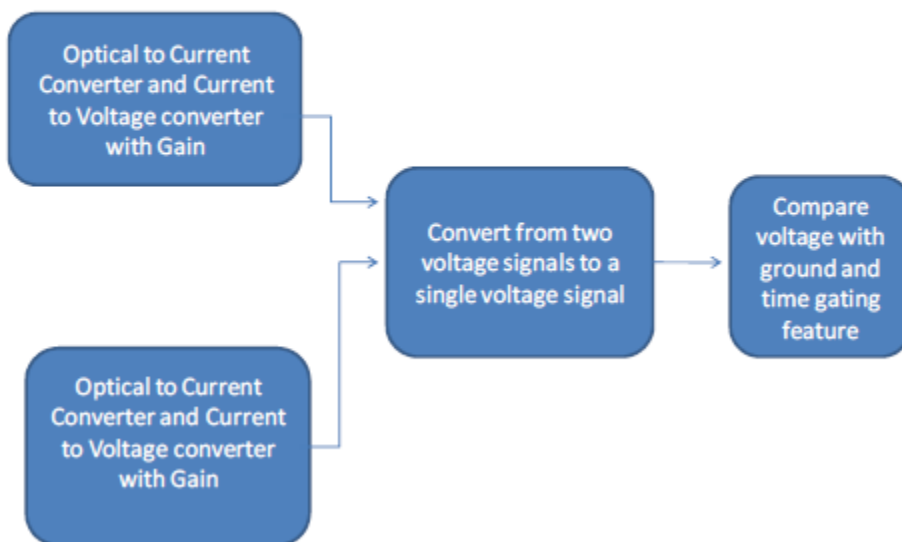 Optical to Current
Converter and Current
to Voltage converter
with Gain
Convert from two
voltage signals to a
single voltage signal
Compare
voltage with
ground and
time gating
feature
Optical to Current
Converter and Current
to Voltage converter
with Gain